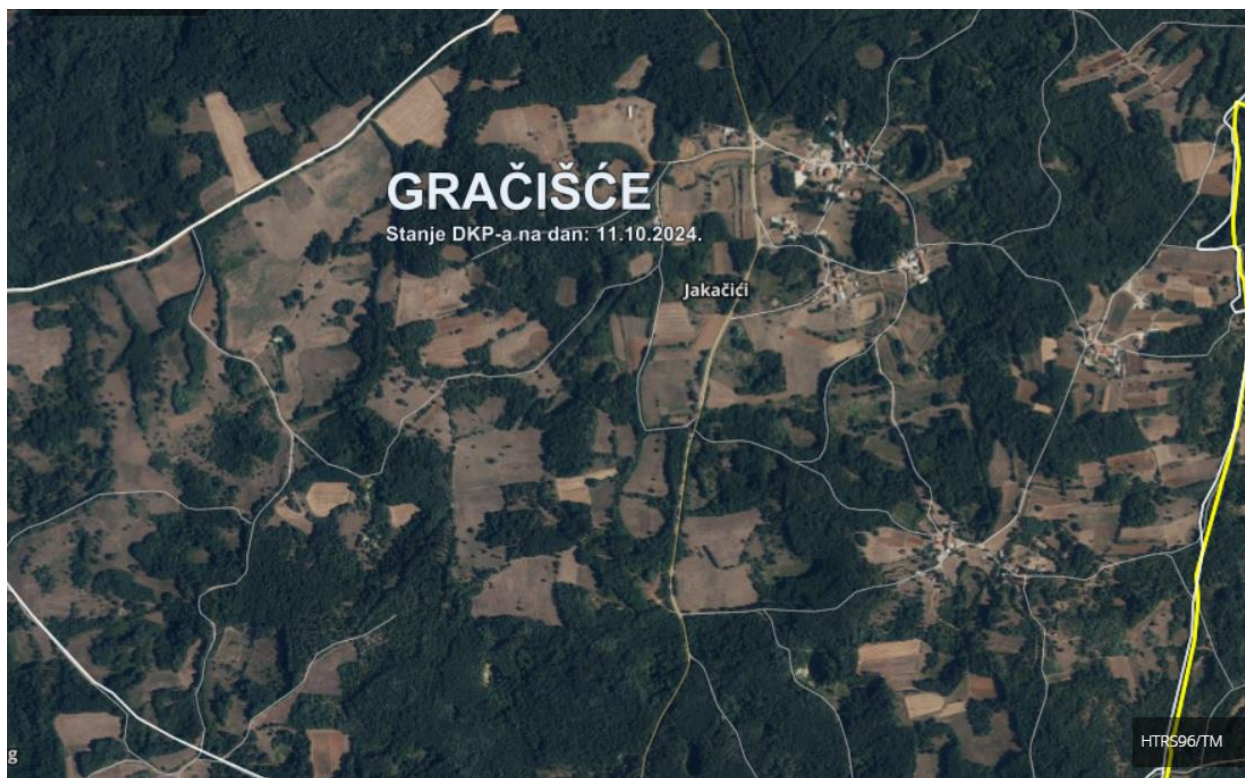 GRAČIŠĆE
Stanje DKP-a na dan: 11.10.2024.
Jakačići
HTRS96/TM
g